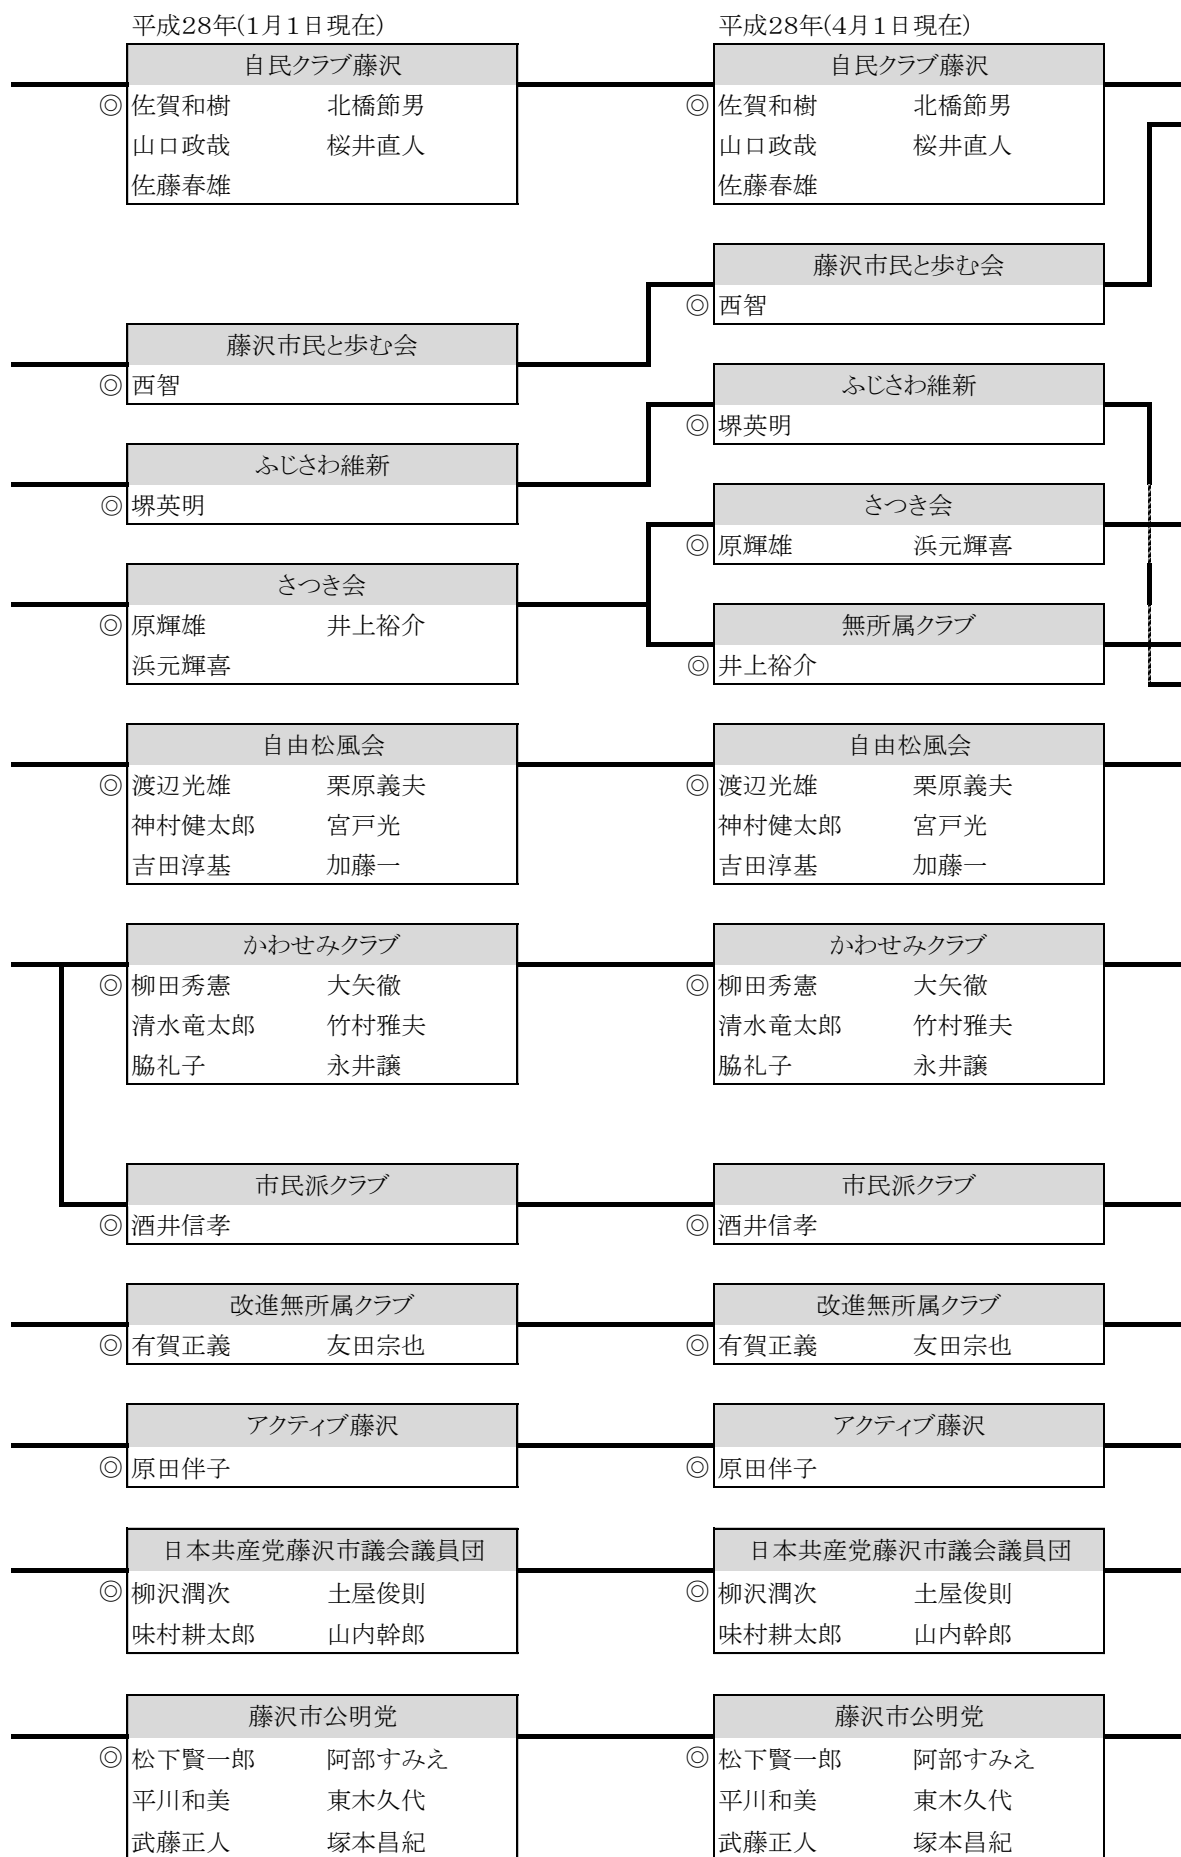 平成28年(1月1日現在)
自民クラブ藤沢
◎ 佐賀和樹 北橋節男
山口政哉 桜井直人
佐藤春雄
藤沢市民と歩む会
◎ 西智
ふじさわ維新
◎ 堺英明
さつき会
◎ 原輝雄 井上裕介
浜元輝喜
自由松風会
◎ 渡辺光雄 栗原義夫
神村健太郎 宮戸光
吉田淳基 加藤一
かわせみクラブ
◎ 柳田秀憲 大矢徹
清水竜太郎 竹村雅夫
脇礼子 永井譲
市民派クラブ
◎ 酒井信孝
改進無所属クラブ
◎ 有賀正義 友田宗也
アクティブ藤沢
◎ 原田伴子
日本共産党藤沢市議会議員団
◎ 柳沢潤次 土屋俊則
味村耕太郎 山内幹郎
藤沢市公明党
◎ 松下賢一郎 阿部すみえ
平川和美 東木久代
武藤正人 塚本昌紀
平成28年(4月1日現在)
自民クラブ藤沢
◎ 佐賀和樹 北橋節男
山口政哉 桜井直人
佐藤春雄
藤沢市民と歩む会
◎ 西智
ふじさわ維新
◎ 堺英明
さつき会
◎ 原輝雄 浜元輝喜
無所属クラブ
◎ 井上裕介
自由松風会
◎ 渡辺光雄 栗原義夫
神村健太郎 宮戸光
吉田淳基 加藤一
かわせみクラブ
◎ 柳田秀憲 大矢徹
清水竜太郎 竹村雅夫
脇礼子 永井譲
市民派クラブ
◎ 酒井信孝
改進無所属クラブ
◎ 有賀正義 友田宗也
アクティブ藤沢
◎ 原田伴子
日本共産党藤沢市議会議員団
◎ 柳沢潤次 土屋俊則
味村耕太郎 山内幹郎
藤沢市公明党
◎ 松下賢一郎 阿部すみえ
平川和美 東木久代
武藤正人 塚本昌紀